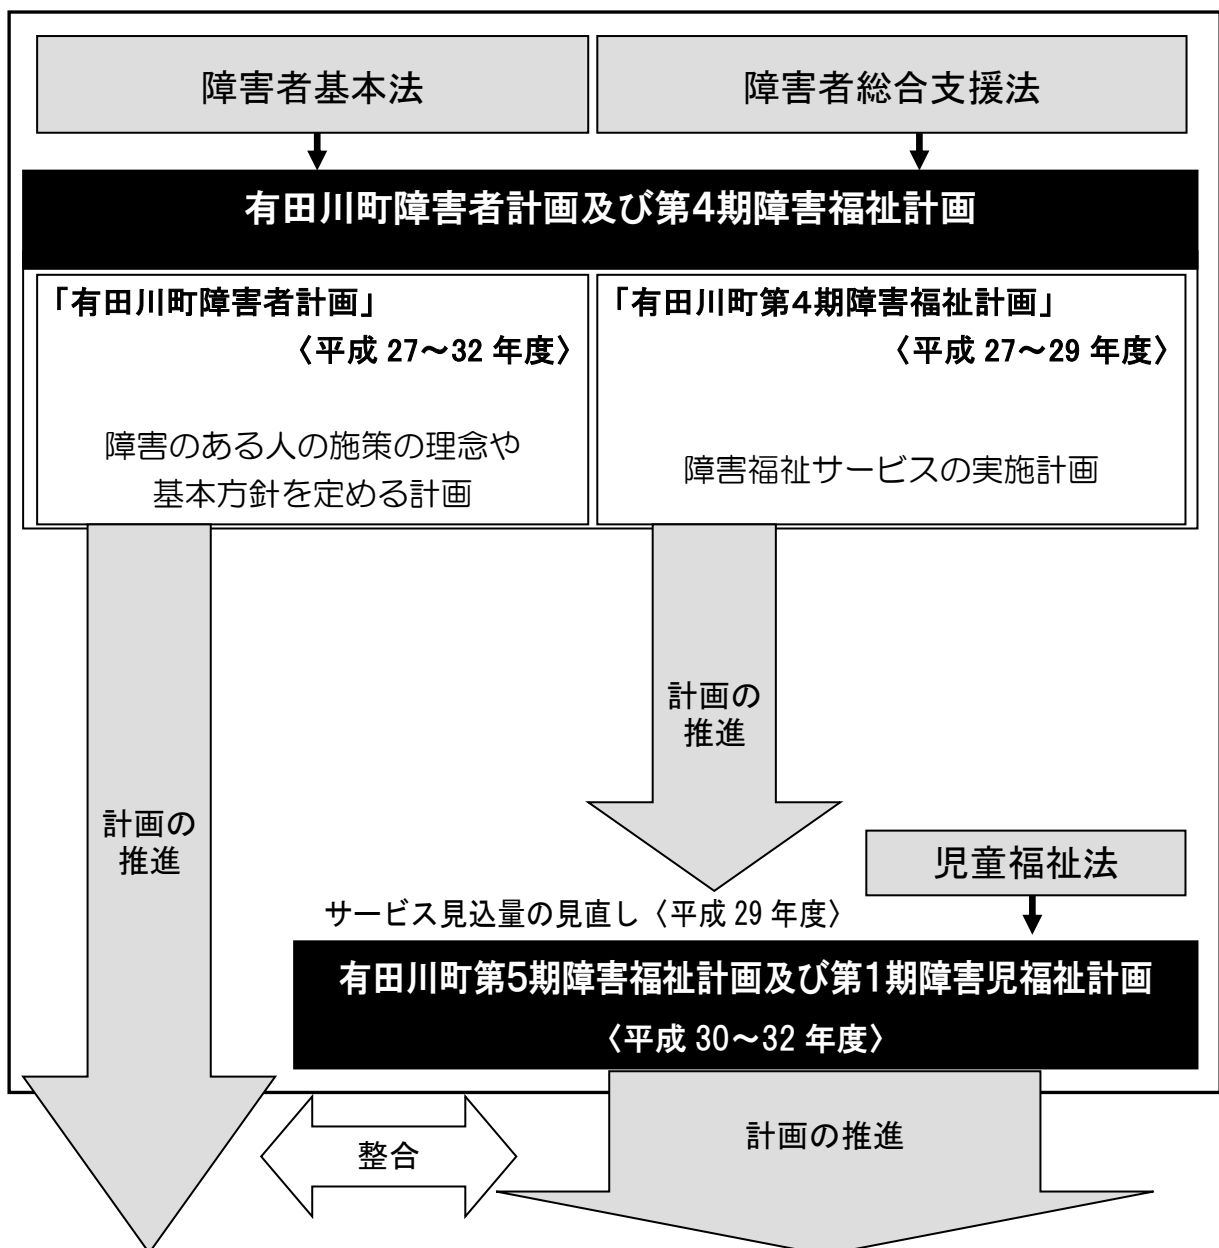 障害者基本法
障害者総合支援法
有田川町障害者計画及び第4期障害福祉計画
「有田川町障害者計画」
〈平成 27～32 年度〉
障害のある人の施策の理念や
基本方針を定める計画
「有田川町第4期障害福祉計画」
〈平成 27～29 年度〉
障害福祉サービスの実施計画
計画の
推進
計画の
推進
児童福祉法
サービス見込量の見直し〈平成 29 年度〉
有田川町第5期障害福祉計画及び第1期障害児福祉計画
〈平成 30～32 年度〉
整合
計画の推進